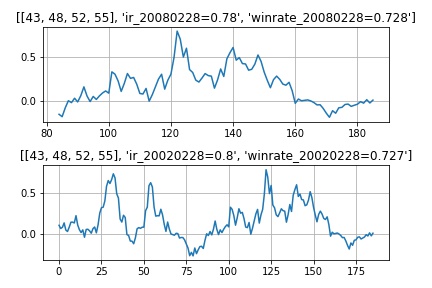 [[43, 48, 52, 55], 'ir_20080228=0.78', 'winrate_20080228=0.728']
0.5
0.0
80 100 120 140 160 180
[[43, 48, 52, 55], 'ir_20020228=0.8', 'winrate_20020228=0.727']
0.5
0.0
0 25 50 75 100 125 150 175